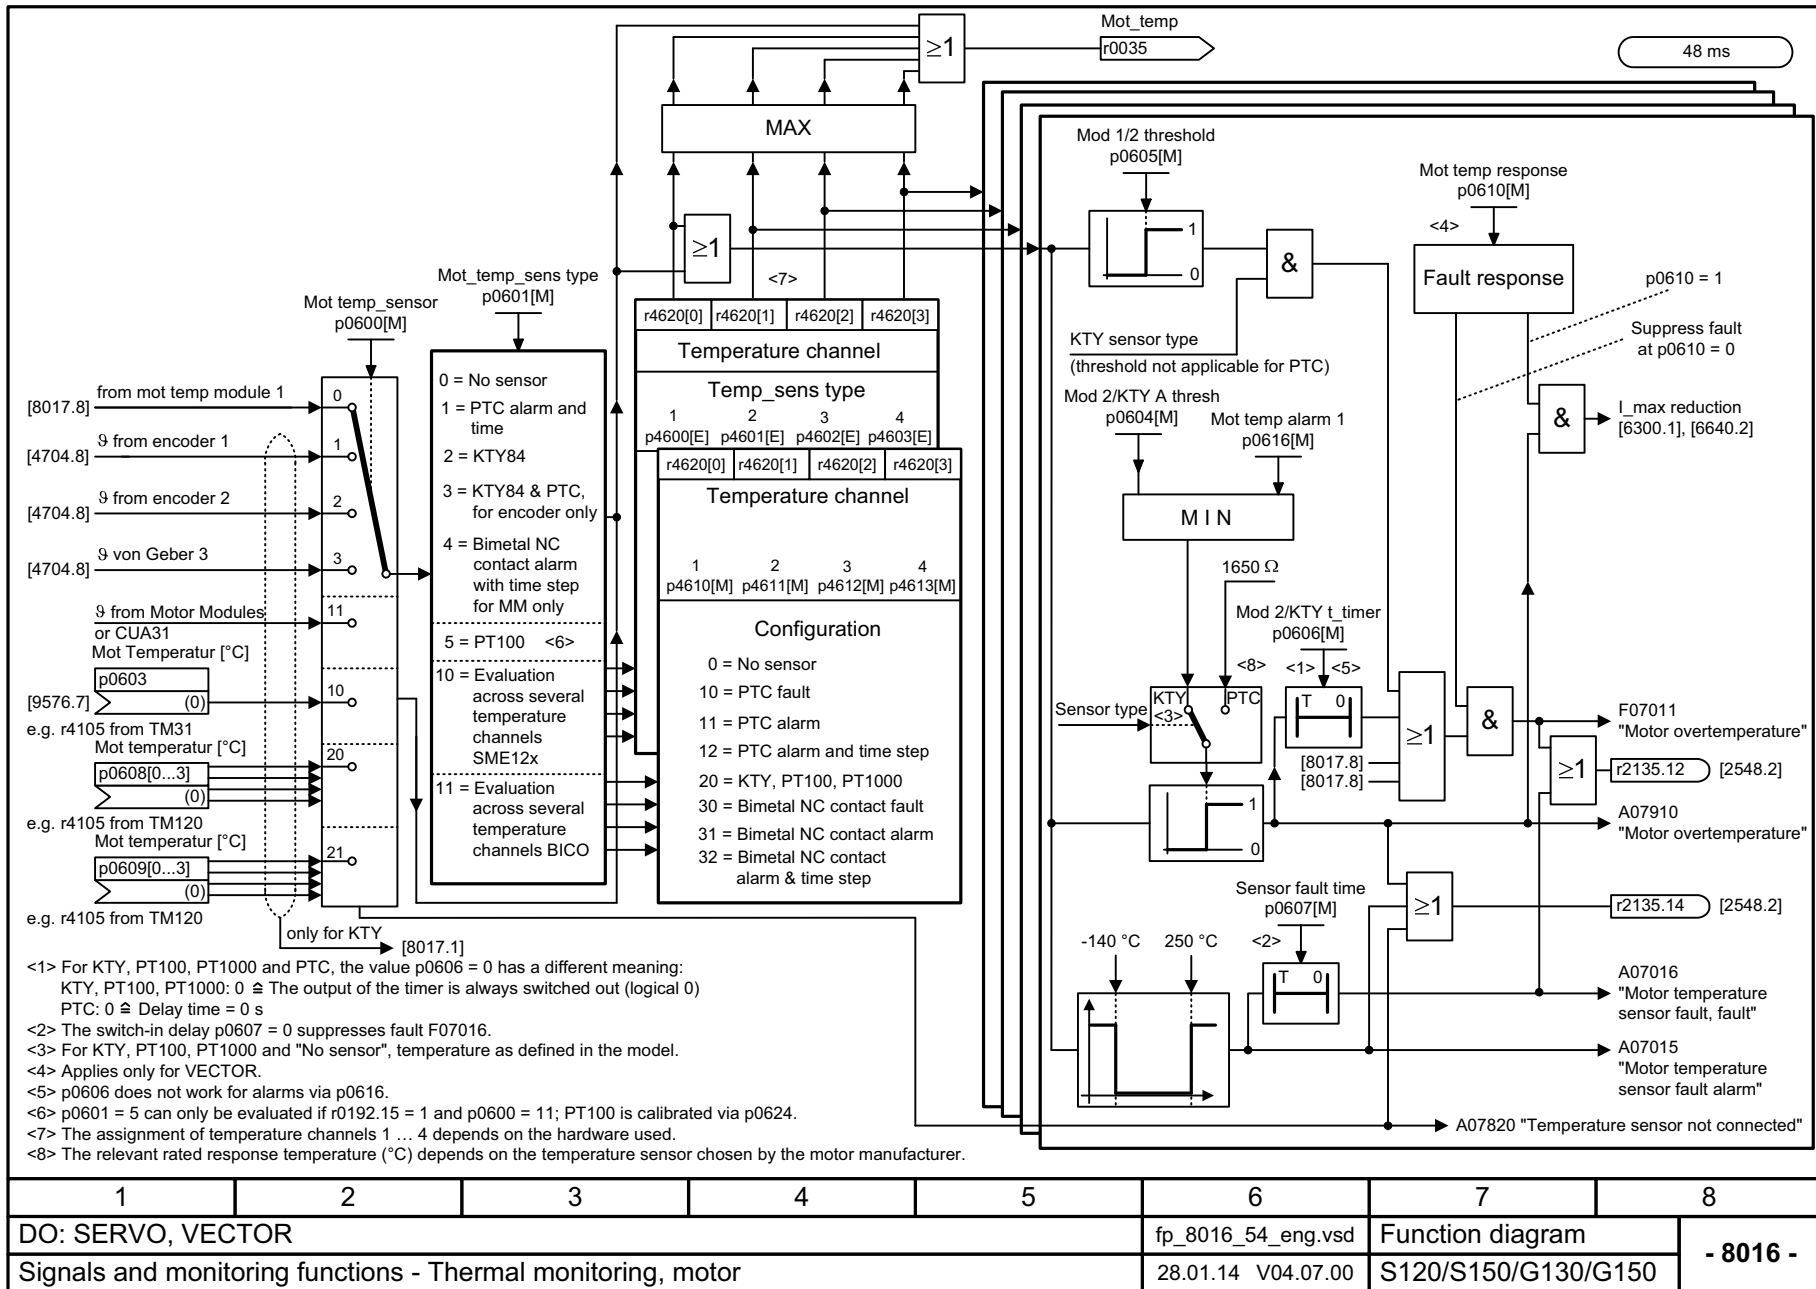 Mot_temp
r0035
48 ms
≥1
MAX
Mod 1/2 threshold
p0605[M]
1
0
Mot temp response
p0610[M]
<4>
Fault response
p0610 = 1
Suppress fault
at p0610 = 0
≥1
<7>
&
KTY sensor type
(threshold not applicable for PTC)
Mot_temp_sens type
p0601[M]
Mot temp_sensor
p0600[M]
0 = No sensor
1 = PTC alarm and
time
2 = KTY84
3 = KTY84 & PTC,
for encoder only
4 = Bimetal NC
contact alarm
with time step
for MM only
5 = PT100 <6>
10 = Evaluation
across several
temperature
channels
SME12x
11 = Evaluation
across several
temperature
channels BICO
from mot temp module 1
[8017.8]
0
ϑ from encoder 1
[4704.8]
1
ϑ from encoder 2
[4704.8]
2
ϑ von Geber 3
[4704.8]
3
ϑ from Motor Modules
or CUA31
11
Mot Temperatur [°C]
p0603
(0)
[9576.7]
10
e.g. r4105 from TM31
Mot temperatur [°C]
p0608[0...3]
(0)
20
e.g. r4105 from TM120
Mot temperatur [°C]
p0609[0...3]
(0)
21
e.g. r4105 from TM120
only for KTY
[8017.1]
r4620[0] r4620[1] r4620[2] r4620[3]
Temperature channel
Temp_sens type
1 2 3 4
p4600[E] p4601[E] p4602[E] p4603[E]
r4620[0] r4620[1] r4620[2] r4620[3]
Temperature channel
1 2 3 4
p4610[M] p4611[M] p4612[M] p4613[M]
Configuration
0 = No sensor
10 = PTC fault
11 = PTC alarm
12 = PTC alarm and time step
20 = KTY, PT100, PT1000
30 = Bimetal NC contact fault
31 = Bimetal NC contact alarm
32 = Bimetal NC contact
alarm & time step
Mod 2/KTY A thresh
p0604[M]
Mot temp alarm 1
p0616[M]
M I N
1650 Ω
&
I_max reduction
[6300.1], [6640.2]
Mod 2/KTY t_timer
p0606[M]
<8>
<1> <5>
Sensor type
KTY
<3>
PTC
T 0
[8017.8]
[8017.8]
≥1
&
F07011
"Motor overtemperature"
≥1
r2135.12
[2548.2]
1
0
A07910
"Motor overtemperature"
Sensor fault time
p0607[M]
<2>
≥1
r2135.14
[2548.2]
-140 °C 250 °C
T 0
A07016
"Motor temperature
sensor fault, fault"
A07015
"Motor temperature
sensor fault alarm"
A07820 "Temperature sensor not connected"
<1> For KTY, PT100, PT1000 and PTC, the value p0606 = 0 has a different meaning:
KTY, PT100, PT1000: 0 ≙ The output of the timer is always switched out (logical 0)
PTC: 0 ≙ Delay time = 0 s
<2> The switch-in delay p0607 = 0 suppresses fault F07016.
<3> For KTY, PT100, PT1000 and "No sensor", temperature as defined in the model.
<4> Applies only for VECTOR.
<5> p0606 does not work for alarms via p0616.
<6> p0601 = 5 can only be evaluated if r0192.15 = 1 and p0600 = 11; PT100 is calibrated via p0624.
<7> The assignment of temperature channels 1 … 4 depends on the hardware used.
<8> The relevant rated response temperature (°C) depends on the temperature sensor chosen by the motor manufacturer.
1 2 3 4 5 6 7 8
DO: SERVO, VECTOR
fp_8016_54_eng.vsd
Function diagram
- 8016 -
Signals and monitoring functions - Thermal monitoring, motor
28.01.14 V04.07.00
S120/S150/G130/G150